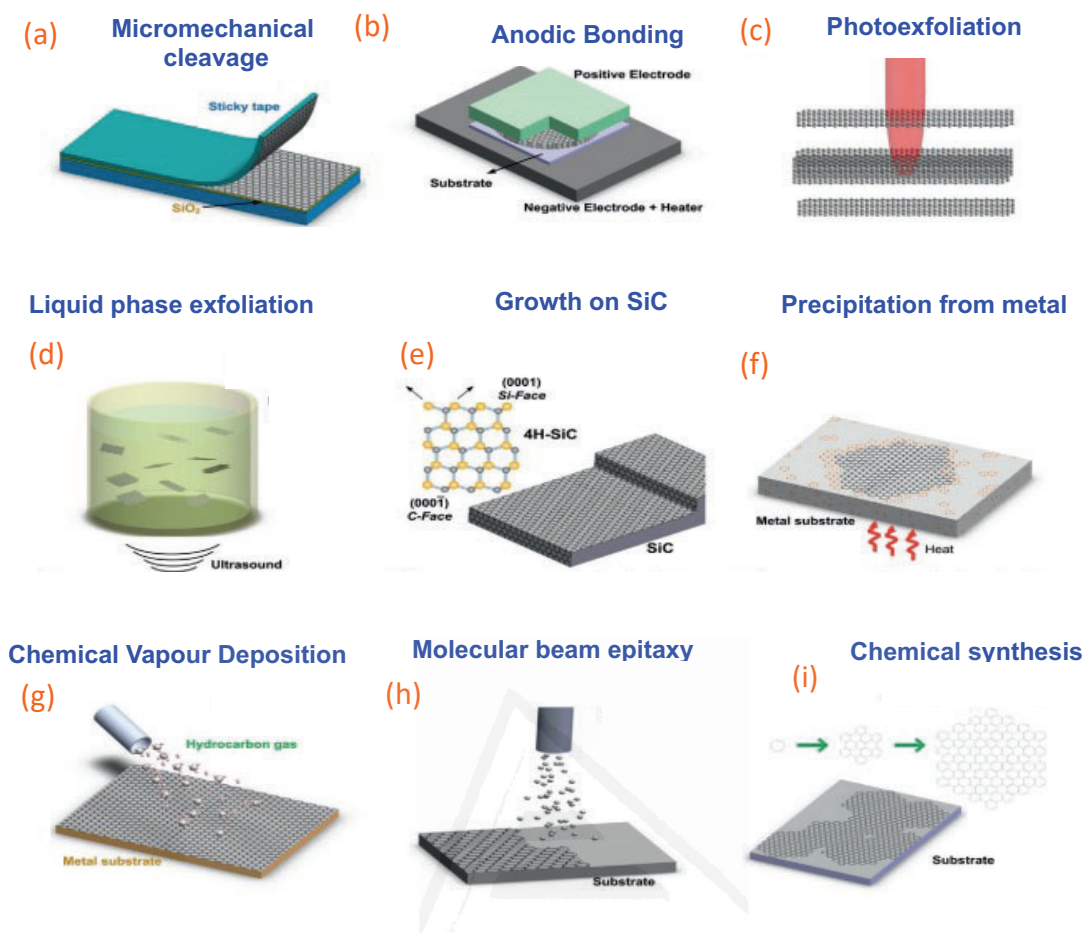 (a)
Micromechanical
cleavage
Sticky tape
SiO₂
(b)
Anodic Bonding
Positive Electrode
Substrate
Negative Electrode + Heater
(c)
Photoexfoliation
Liquid phase exfoliation
(d)
Ultrasound
Growth on SiC
(e)
(0001)
Si-Face
4H-SiC
(0001̄)
C-Face
SiC
Precipitation from metal
(f)
Metal substrate
Heat
Chemical Vapour Deposition
(g)
Hydrocarbon gas
Metal substrate
Molecular beam epitaxy
(h)
Substrate
Chemical synthesis
(i)
Substrate